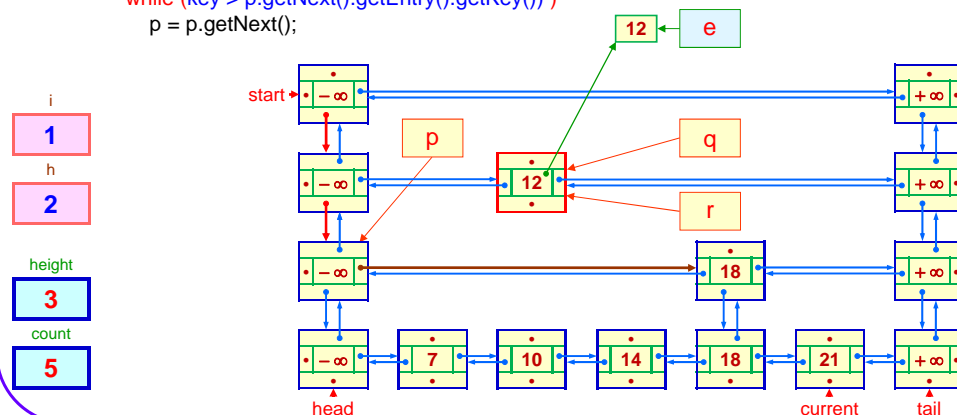 while (key > p.getNext().getEntry().getKey()) )
p = p.getNext();
12 e
start - ∞ + ∞
i
1
p q
h
2
- ∞ 12 + ∞
r
height
3
- ∞ 18 + ∞
count
5
- ∞ 7 10 14 18 21 + ∞
head current tail